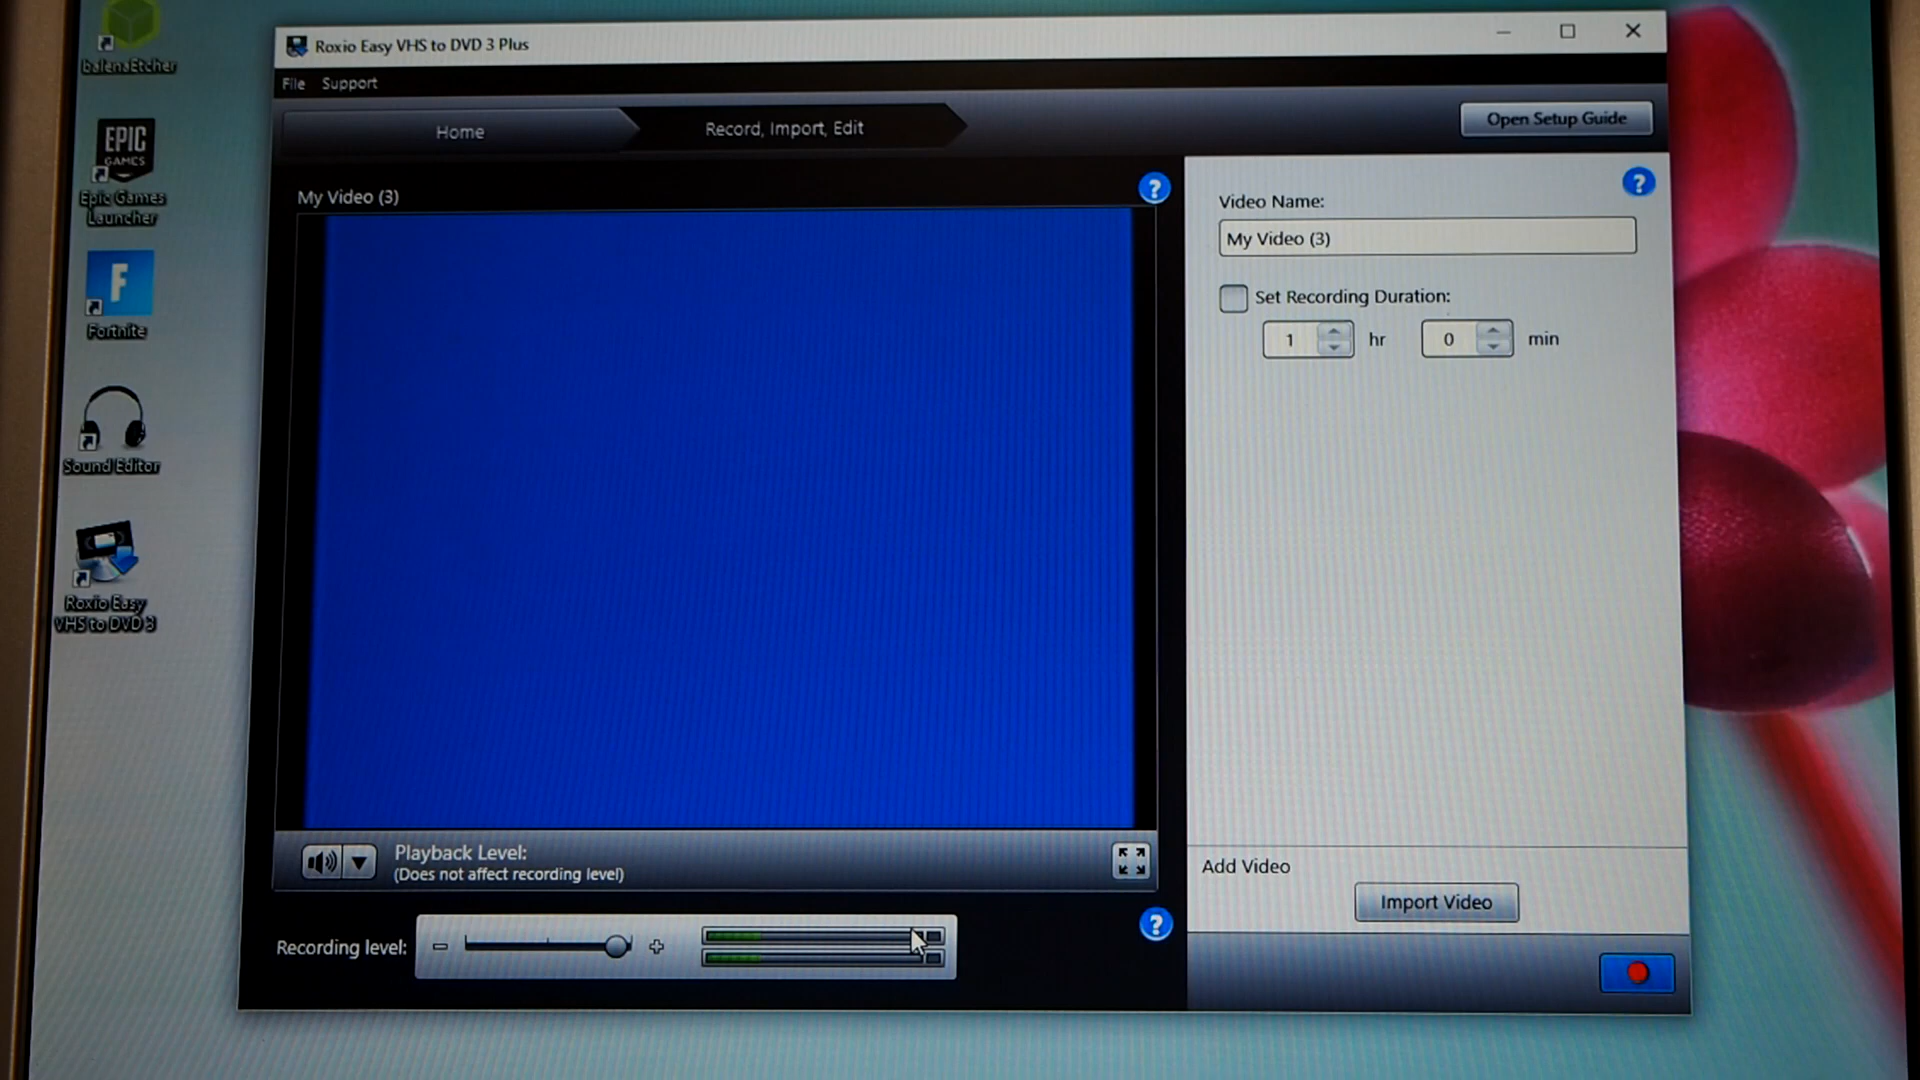 balenaEtcher
EPIC
GAMES
Epic Games
Launcher
F
Fortnite
Sound Editor
Roxio Easy
VHS to DVD 3
Roxio Easy VHS to DVD 3 Plus
File Support
Home
Record, Import, Edit
Open Setup Guide
My Video (3)
?
Playback Level:
(Does not affect recording level)
Recording level:
?
?
Video Name:
My Video (3)
Set Recording Duration:
1 hr 0 min
Add Video
Import Video